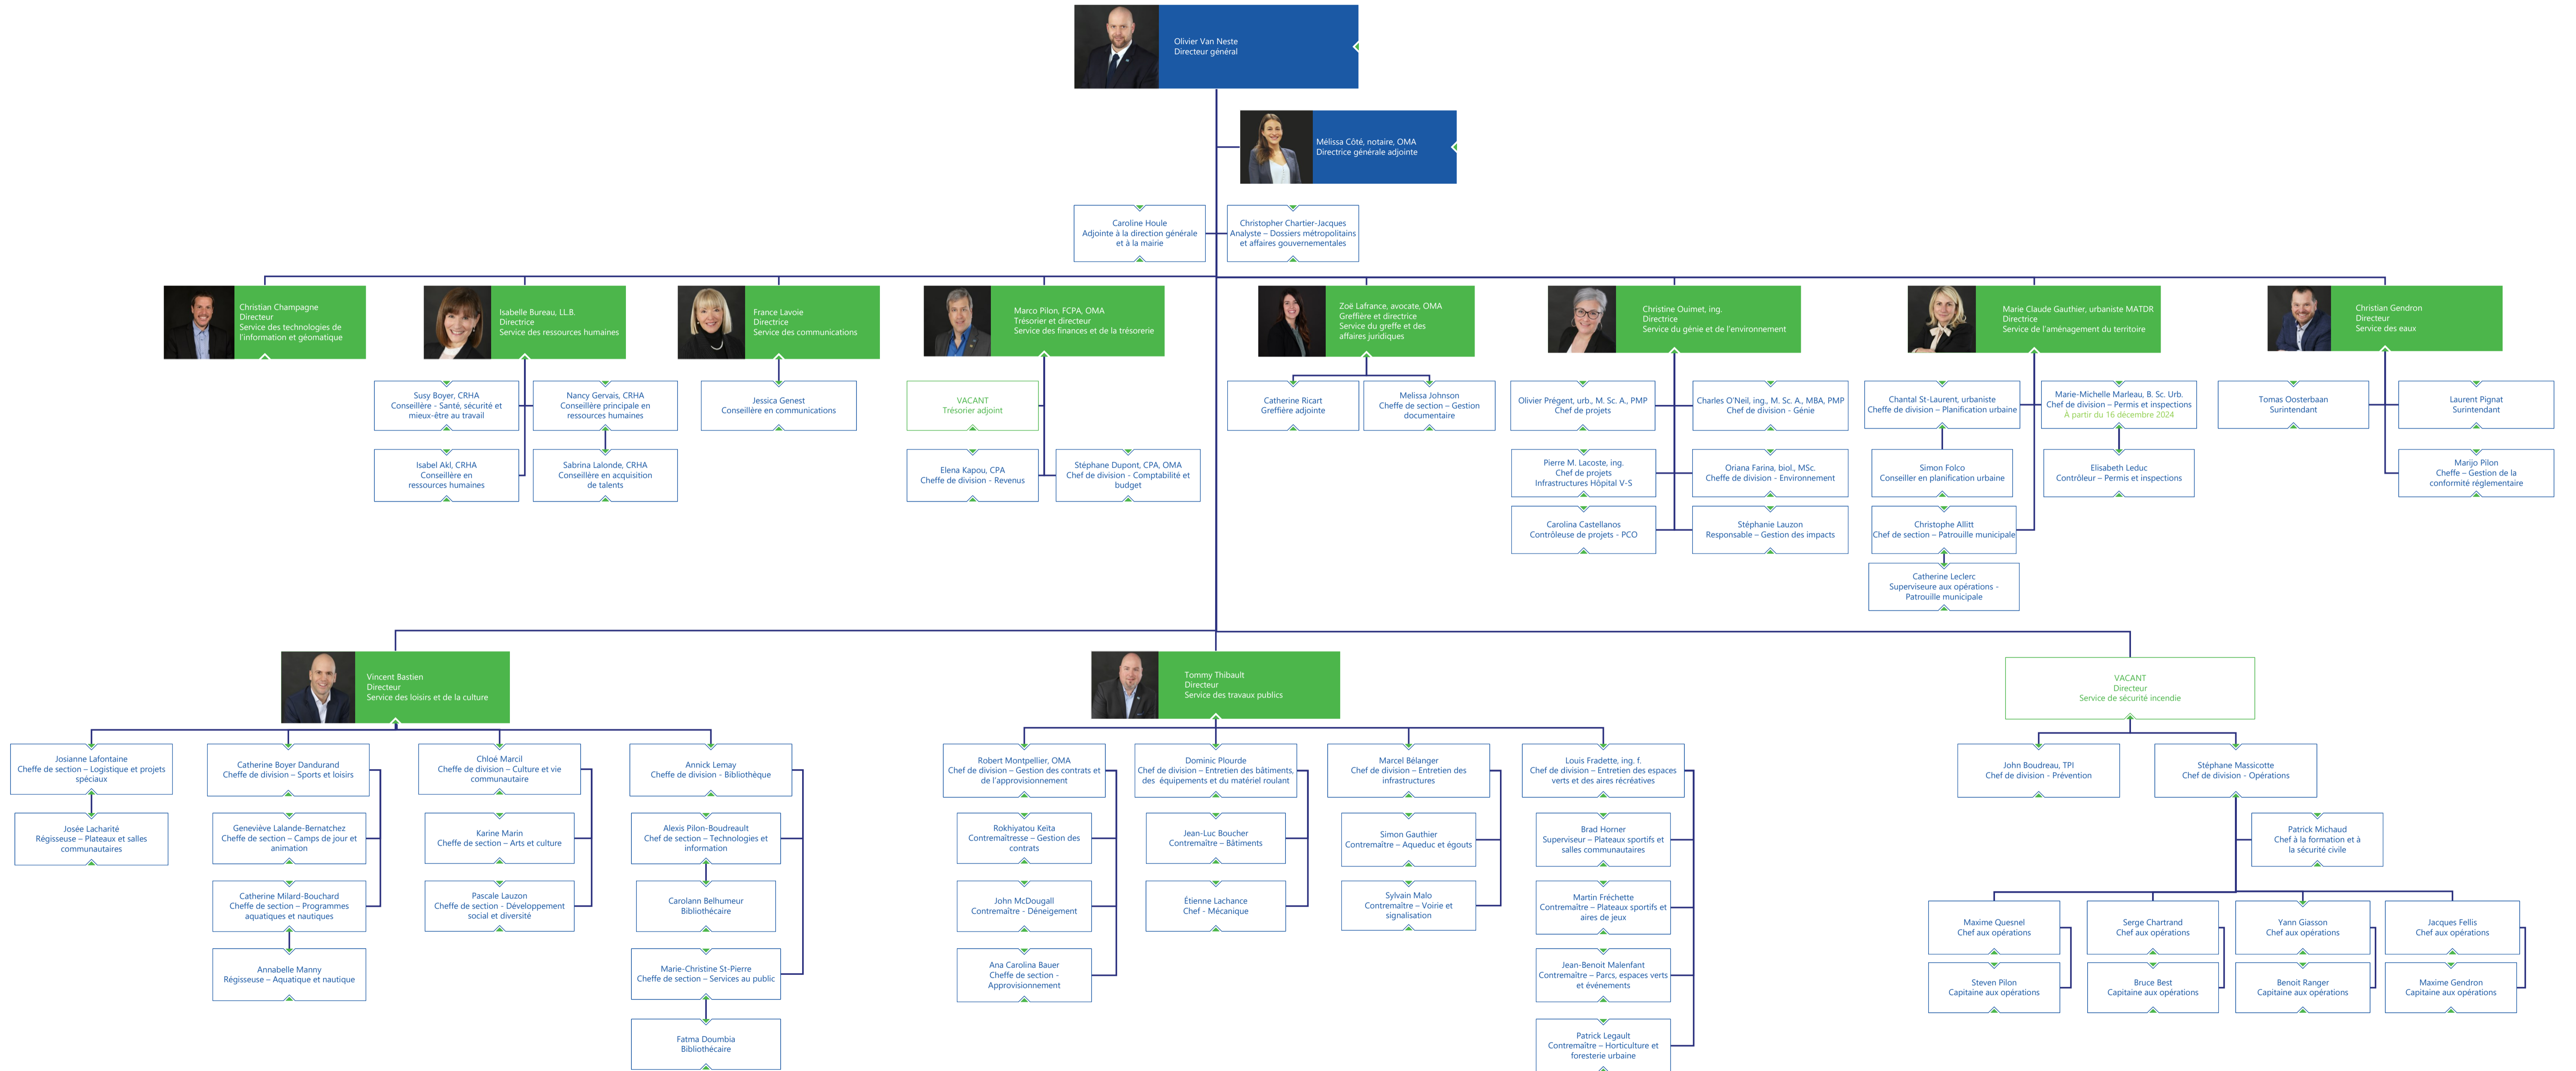 Olivier Van Neste
Directeur général
Mélissa Côté, notaire, OMA
Directrice générale adjointe
Caroline Houle
Adjointe à la direction générale
et à la mairie
Christopher Chartier-Jacques
Analyste – Dossiers métropolitains
et affaires gouvernementales
Christian Champagne
Directeur
Service des technologies de
l'information et géomatique
Isabelle Bureau, LL.B.
Directrice
Service des ressources humaines
France Lavoie
Directrice
Service des communications
Marco Pilon, FCPA, OMA
Trésorier et directeur
Service des finances et de la trésorerie
Zoë Lafrance, avocate, OMA
Greffière et directrice
Service du greffe et des
affaires juridiques
Christine Ouimet, ing.
Directrice
Service du génie et de l'environnement
Marie Claude Gauthier, urbaniste MATDR
Directrice
Service de l'aménagement du territoire
Christian Gendron
Directeur
Service des eaux
Susy Boyer, CRHA
Conseillère - Santé, sécurité et
mieux-être au travail
Nancy Gervais, CRHA
Conseillère principale en
ressources humaines
Isabel Akl, CRHA
Conseillère en
ressources humaines
Sabrina Lalonde, CRHA
Conseillère en acquisition
de talents
Jessica Genest
Conseillère en communications
VACANT
Trésorier adjoint
Elena Kapou, CPA
Cheffe de division - Revenus
Stéphane Dupont, CPA, OMA
Chef de division - Comptabilité et
budget
Catherine Ricart
Greffière adjointe
Melissa Johnson
Cheffe de section – Gestion
documentaire
Olivier Prégent, urb., M. Sc. A., PMP
Chef de projets
Charles O'Neil, ing., M. Sc. A., MBA, PMP
Chef de division - Génie
Pierre M. Lacoste, ing.
Chef de projets
Infrastructures Hôpital V-S
Oriana Farina, biol., MSc.
Cheffe de division - Environnement
Carolina Castellanos
Contrôleuse de projets - PCO
Stéphanie Lauzon
Responsable – Gestion des impacts
Chantal St-Laurent, urbaniste
Cheffe de division – Planification urbaine
Marie-Michelle Marleau, B. Sc. Urb.
Chef de division – Permis et inspections
À partir du 16 décembre 2024
Simon Folco
Conseiller en planification urbaine
Elisabeth Leduc
Contrôleur – Permis et inspections
Christophe Allitt
Chef de section – Patrouille municipale
Catherine Leclerc
Superviseure aux opérations -
Patrouille municipale
Tomas Oosterbaan
Surintendant
Laurent Pignat
Surintendant
Marijo Pilon
Cheffe – Gestion de la
conformité réglementaire
Vincent Bastien
Directeur
Service des loisirs et de la culture
Tommy Thibault
Directeur
Service des travaux publics
VACANT
Directeur
Service de sécurité incendie
Josianne Lafontaine
Cheffe de section – Logistique et projets
spéciaux
Josée Lacharité
Régisseuse – Plateaux et salles
communautaires
Catherine Boyer Dandurand
Cheffe de division – Sports et loisirs
Geneviève Lalande-Bernatchez
Cheffe de section – Camps de jour et
animation
Catherine Milard-Bouchard
Cheffe de section – Programmes
aquatiques et nautiques
Annabelle Manny
Régisseuse – Aquatique et nautique
Chloé Marcil
Cheffe de division – Culture et vie
communautaire
Karine Marin
Cheffe de section – Arts et culture
Pascale Lauzon
Cheffe de section - Développement
social et diversité
Annick Lemay
Cheffe de division - Bibliothèque
Alexis Pilon-Boudreault
Chef de section – Technologies et
information
Carolann Belhumeur
Bibliothécaire
Marie-Christine St-Pierre
Cheffe de section – Services au public
Fatma Doumbia
Bibliothécaire
Robert Montpellier, OMA
Chef de division – Gestion des contrats et
de l'approvisionnement
Rokhiyatou Keïta
Contremaîtresse – Gestion des
contrats
John McDougall
Contremaître - Déneigement
Ana Carolina Bauer
Cheffe de section -
Approvisionnement
Dominic Plourde
Chef de division – Entretien des bâtiments,
des équipements et du matériel roulant
Jean-Luc Boucher
Contremaître – Bâtiments
Étienne Lachance
Chef - Mécanique
Marcel Bélanger
Chef de division – Entretien des
infrastructures
Simon Gauthier
Contremaître – Aqueduc et égouts
Sylvain Malo
Contremaître – Voirie et
signalisation
Louis Fradette, ing. f.
Chef de division – Entretien des espaces
verts et des aires récréatives
Brad Horner
Superviseur – Plateaux sportifs et
salles communautaires
Martin Fréchette
Contremaître – Plateaux sportifs et
aires de jeux
Jean-Benoit Malenfant
Contremaître – Parcs, espaces verts
et événements
Patrick Legault
Contremaître – Horticulture et
foresterie urbaine
John Boudreau, TPI
Chef de division - Prévention
Stéphane Massicotte
Chef de division - Opérations
Patrick Michaud
Chef à la formation et à
la sécurité civile
Maxime Quesnel
Chef aux opérations
Serge Chartrand
Chef aux opérations
Yann Giasson
Chef aux opérations
Jacques Fellis
Chef aux opérations
Steven Pilon
Capitaine aux opérations
Bruce Best
Capitaine aux opérations
Benoit Ranger
Capitaine aux opérations
Maxime Gendron
Capitaine aux opérations